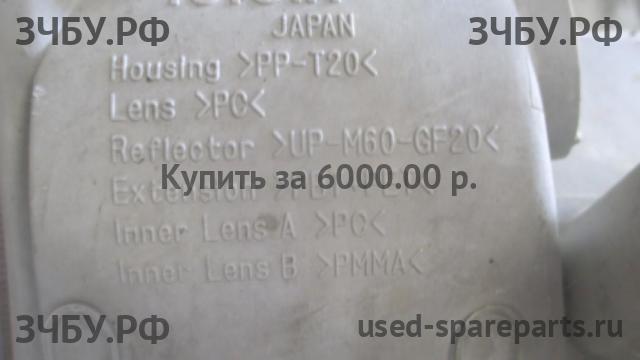 ЗЧБУ.РФ
ЗЧБУ.РФ
JAPAN
Housing >PP-T20<
Lens >PC<
Reflector >UP-M60-GF20<
Купить за 6000.00 р.
Extension
Inner Lens A >PC<
Inner Lens B >PMMA<
ЗЧБУ.РФ
used-spareparts.ru